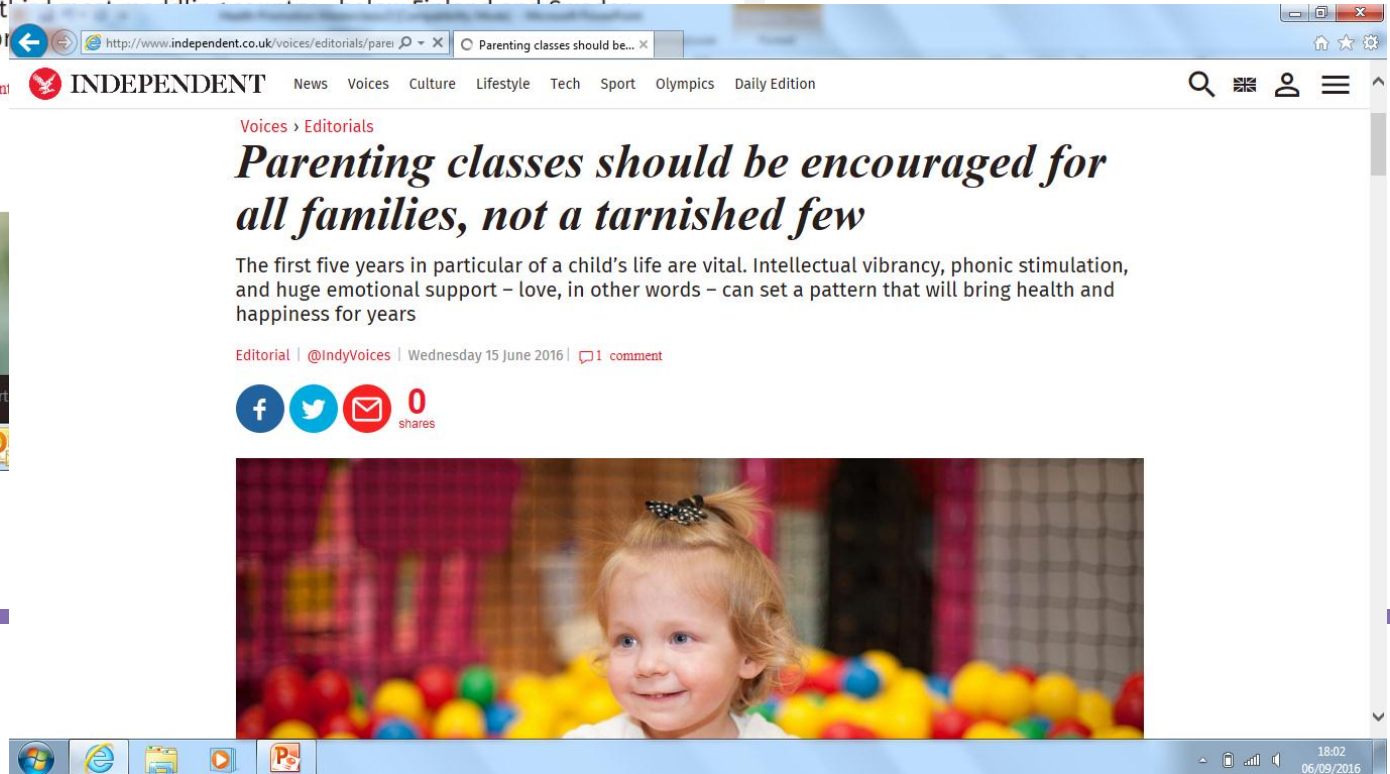 http://www.independent.co.uk/voices/editorials/paren
Parenting classes should be...
INDEPENDENT
News Voices Culture Lifestyle Tech Sport Olympics Daily Edition
Voices › Editorials
Parenting classes should be encouraged for
all families, not a tarnished few
The first five years in particular of a child's life are vital. Intellectual vibrancy, phonic stimulation,
and huge emotional support – love, in other words – can set a pattern that will bring health and
happiness for years
Editorial | @IndyVoices | Wednesday 15 June 2016 | 1 comment
0
shares
18:02
06/09/2016